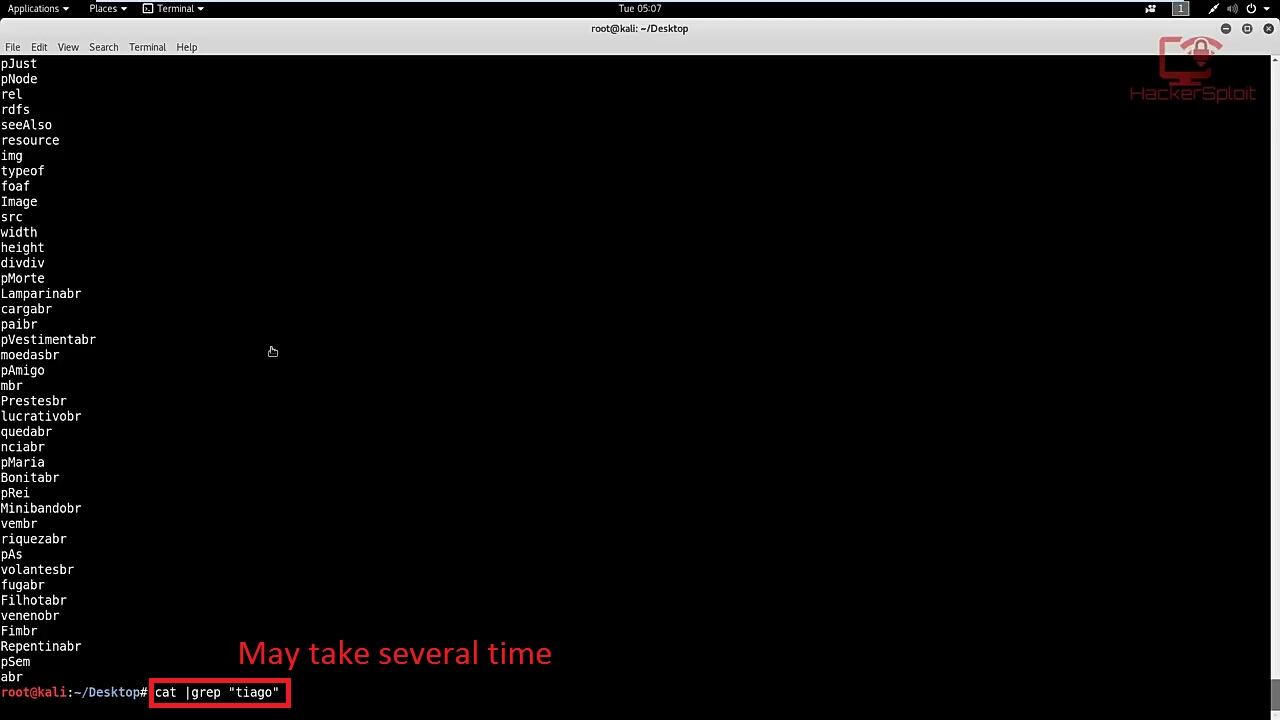 Applications Places Terminal Tue 05:07 1
root@kali: ~/Desktop
File Edit View Search Terminal Help
HackerSploit
pJust
pNode
rel
rdfs
seeAlso
resource
img
typeof
foaf
Image
src
width
height
divdiv
pMorte
Lamparinabr
cargabr
paibr
pVestimentabr
moedasbr
pAmigo
mbr
Prestesbr
lucrativobr
quedabr
nciabr
pMaria
Bonitabr
pRei
Minibandobr
vembr
riquezabr
pAs
volantesbr
fugabr
Filhotabr
venenobr
Fimbr
Repentinabr
pSem
abr
May take several time
root@kali:~/Desktop# cat |grep "tiago"